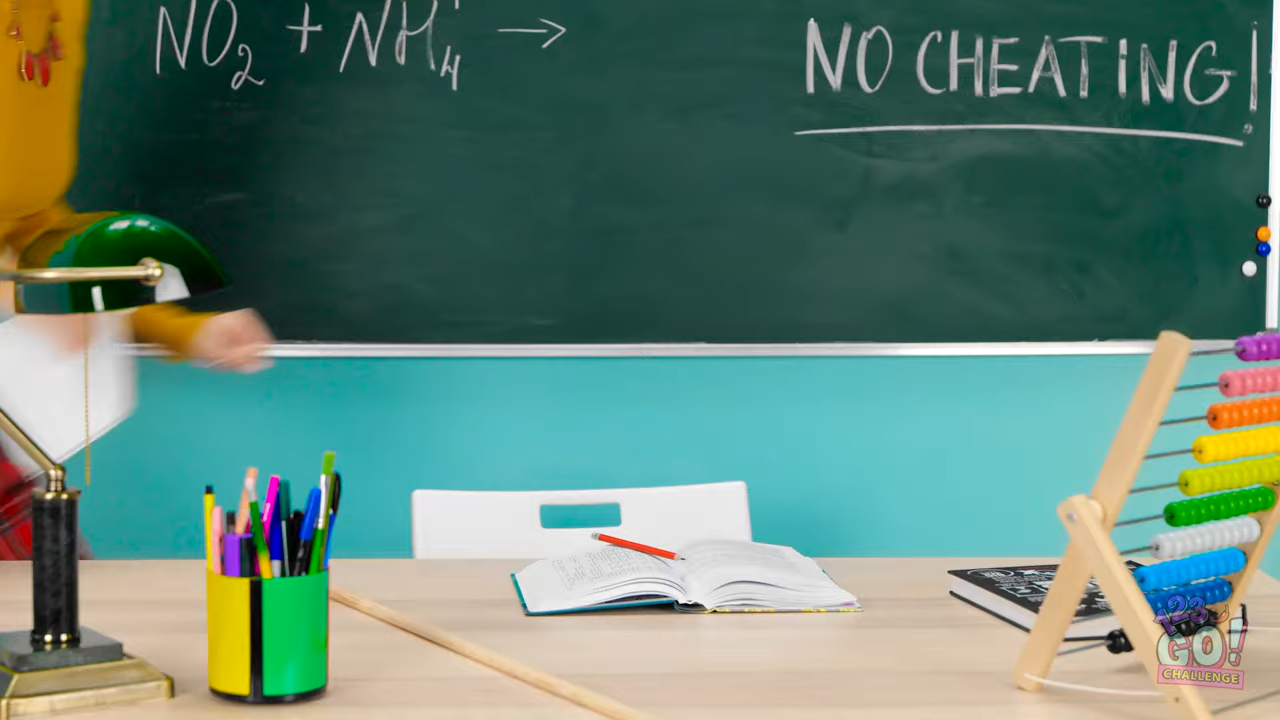 NO₂ + NH₄ →
NO CHEATING!
123
GO!
CHALLENGE